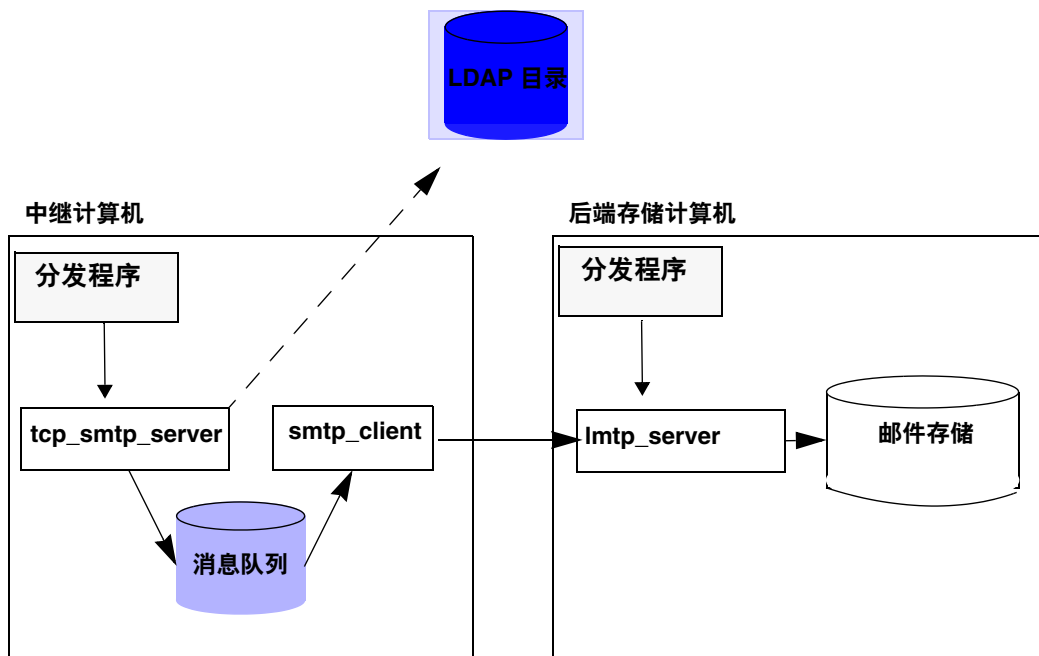 LDAP 目录
中继计算机
后端存储计算机
分发程序
分发程序
tcp_smtp_server
smtp_client
lmtp_server
邮件存储
消息队列